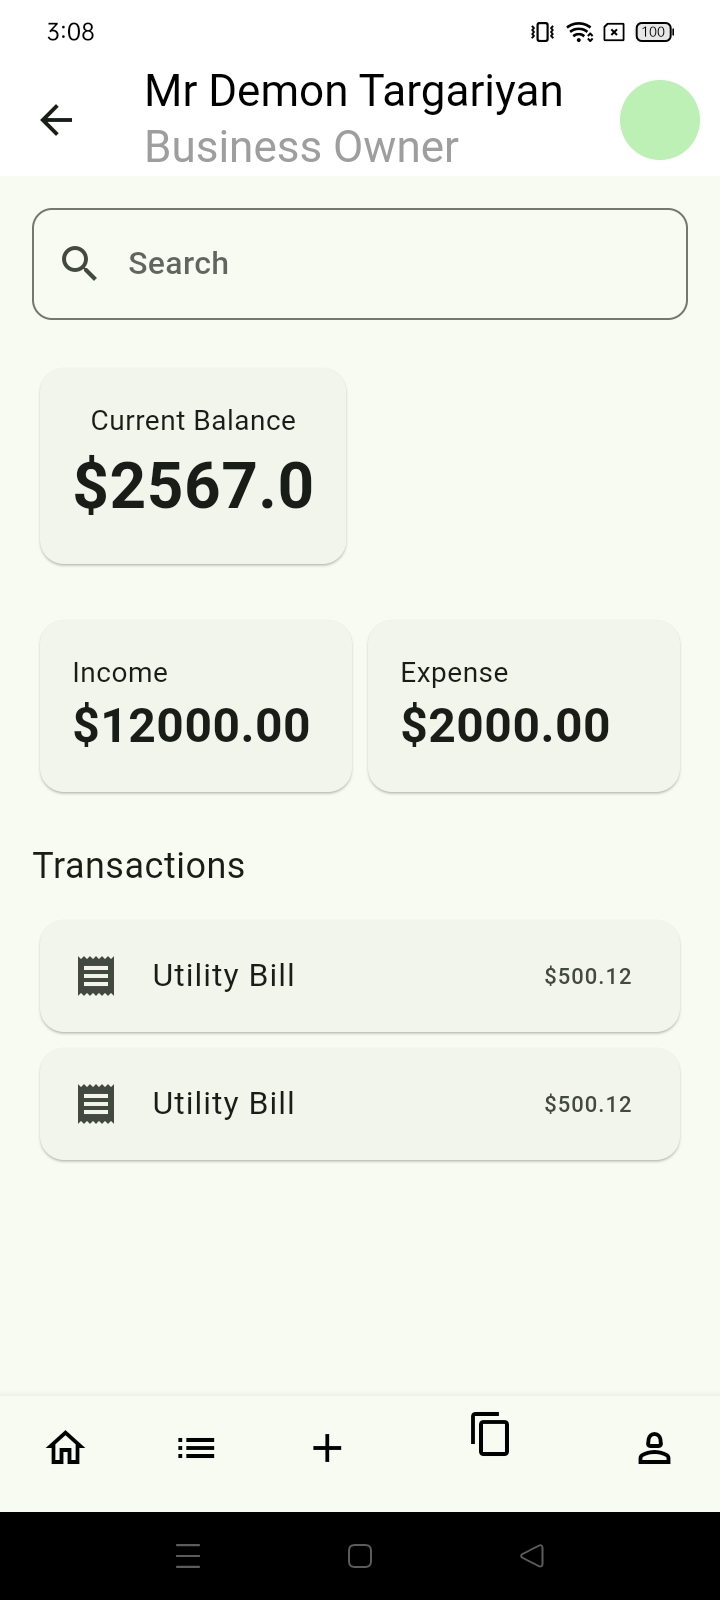 3:08
100
Mr Demon Targariyan
Business Owner
Search
Current Balance
$2567.0
Income
$12000.00
Expense
$2000.00
Transactions
Utility Bill
$500.12
Utility Bill
$500.12